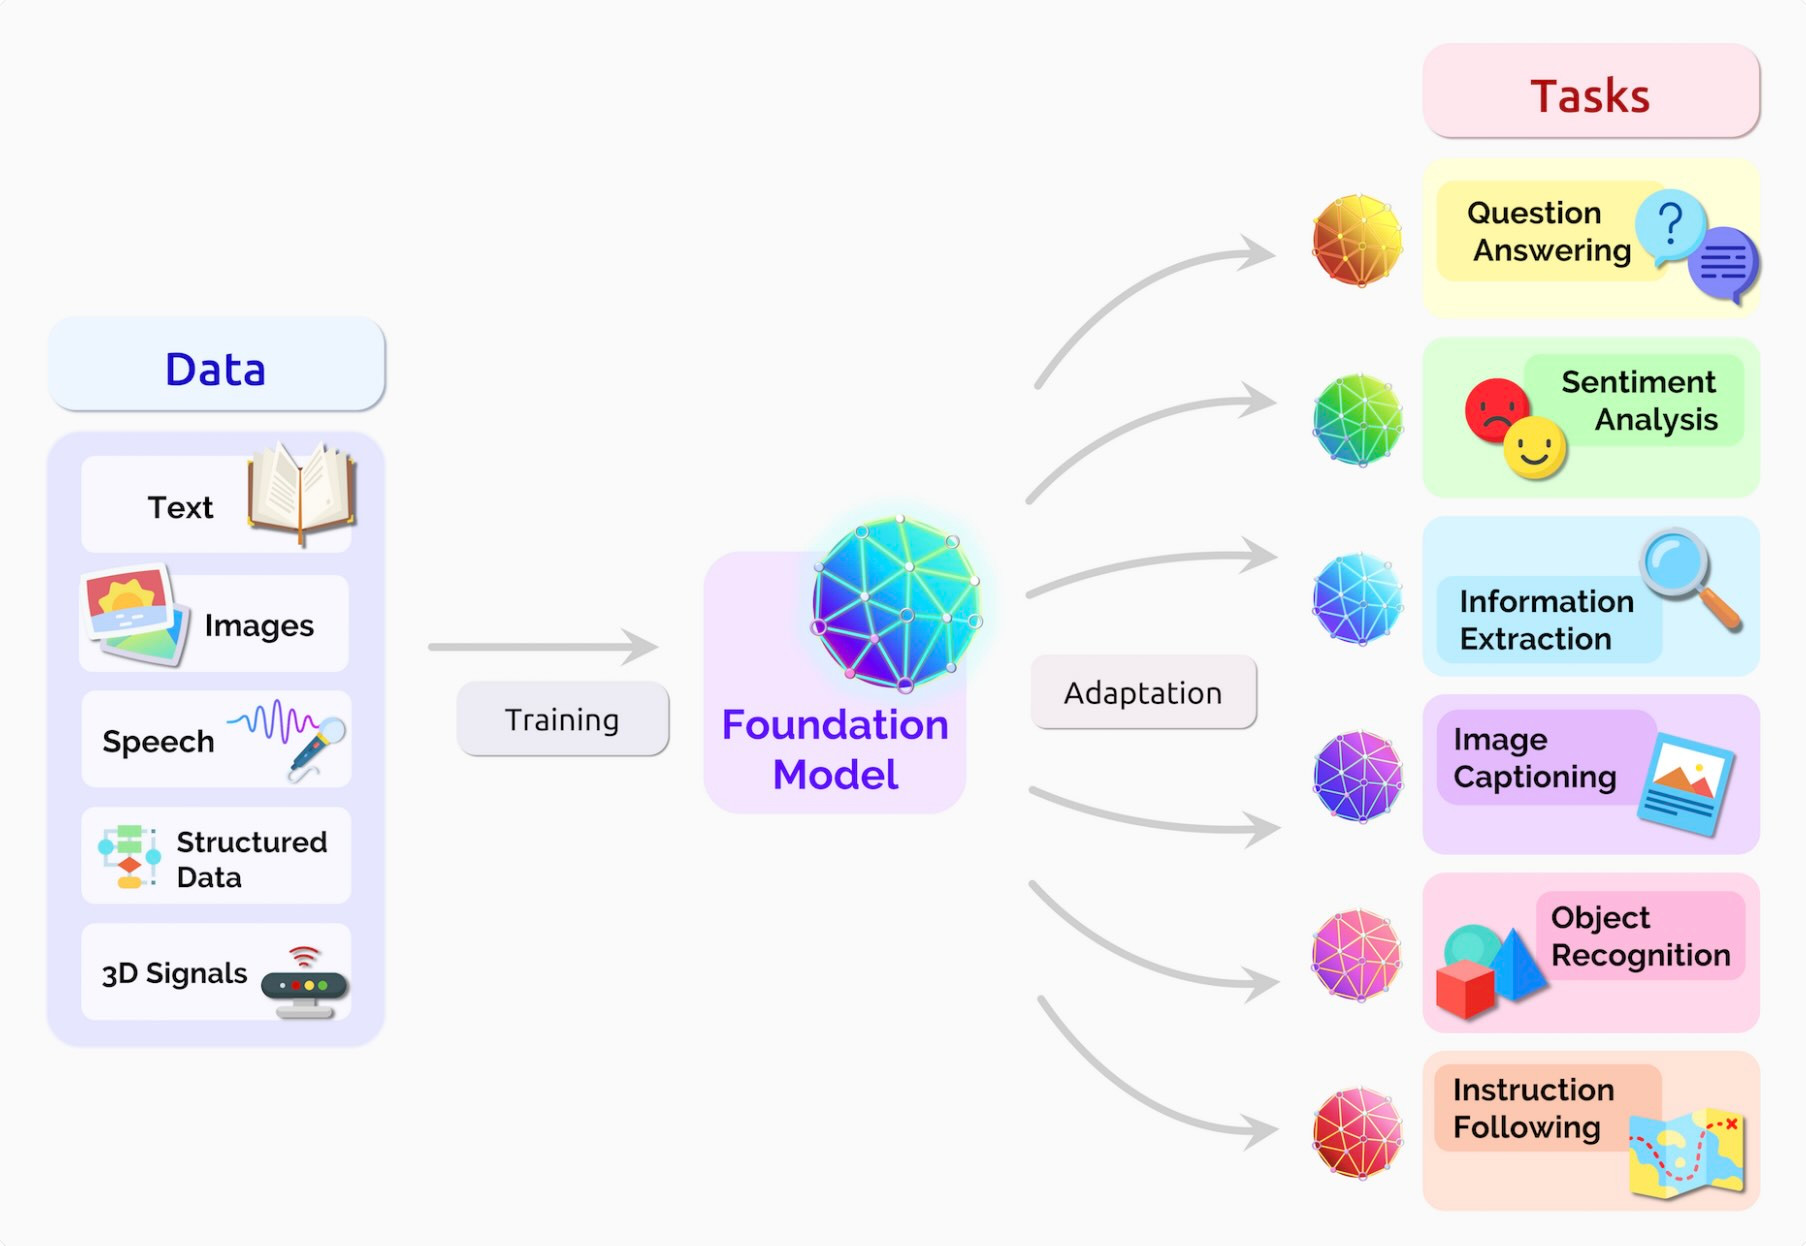 Data
Text
Images
Speech
Structured
Data
3D Signals
Training
Foundation
Model
Adaptation
Tasks
Question
Answering
?
Sentiment
Analysis
Information
Extraction
Image
Captioning
Object
Recognition
Instruction
Following